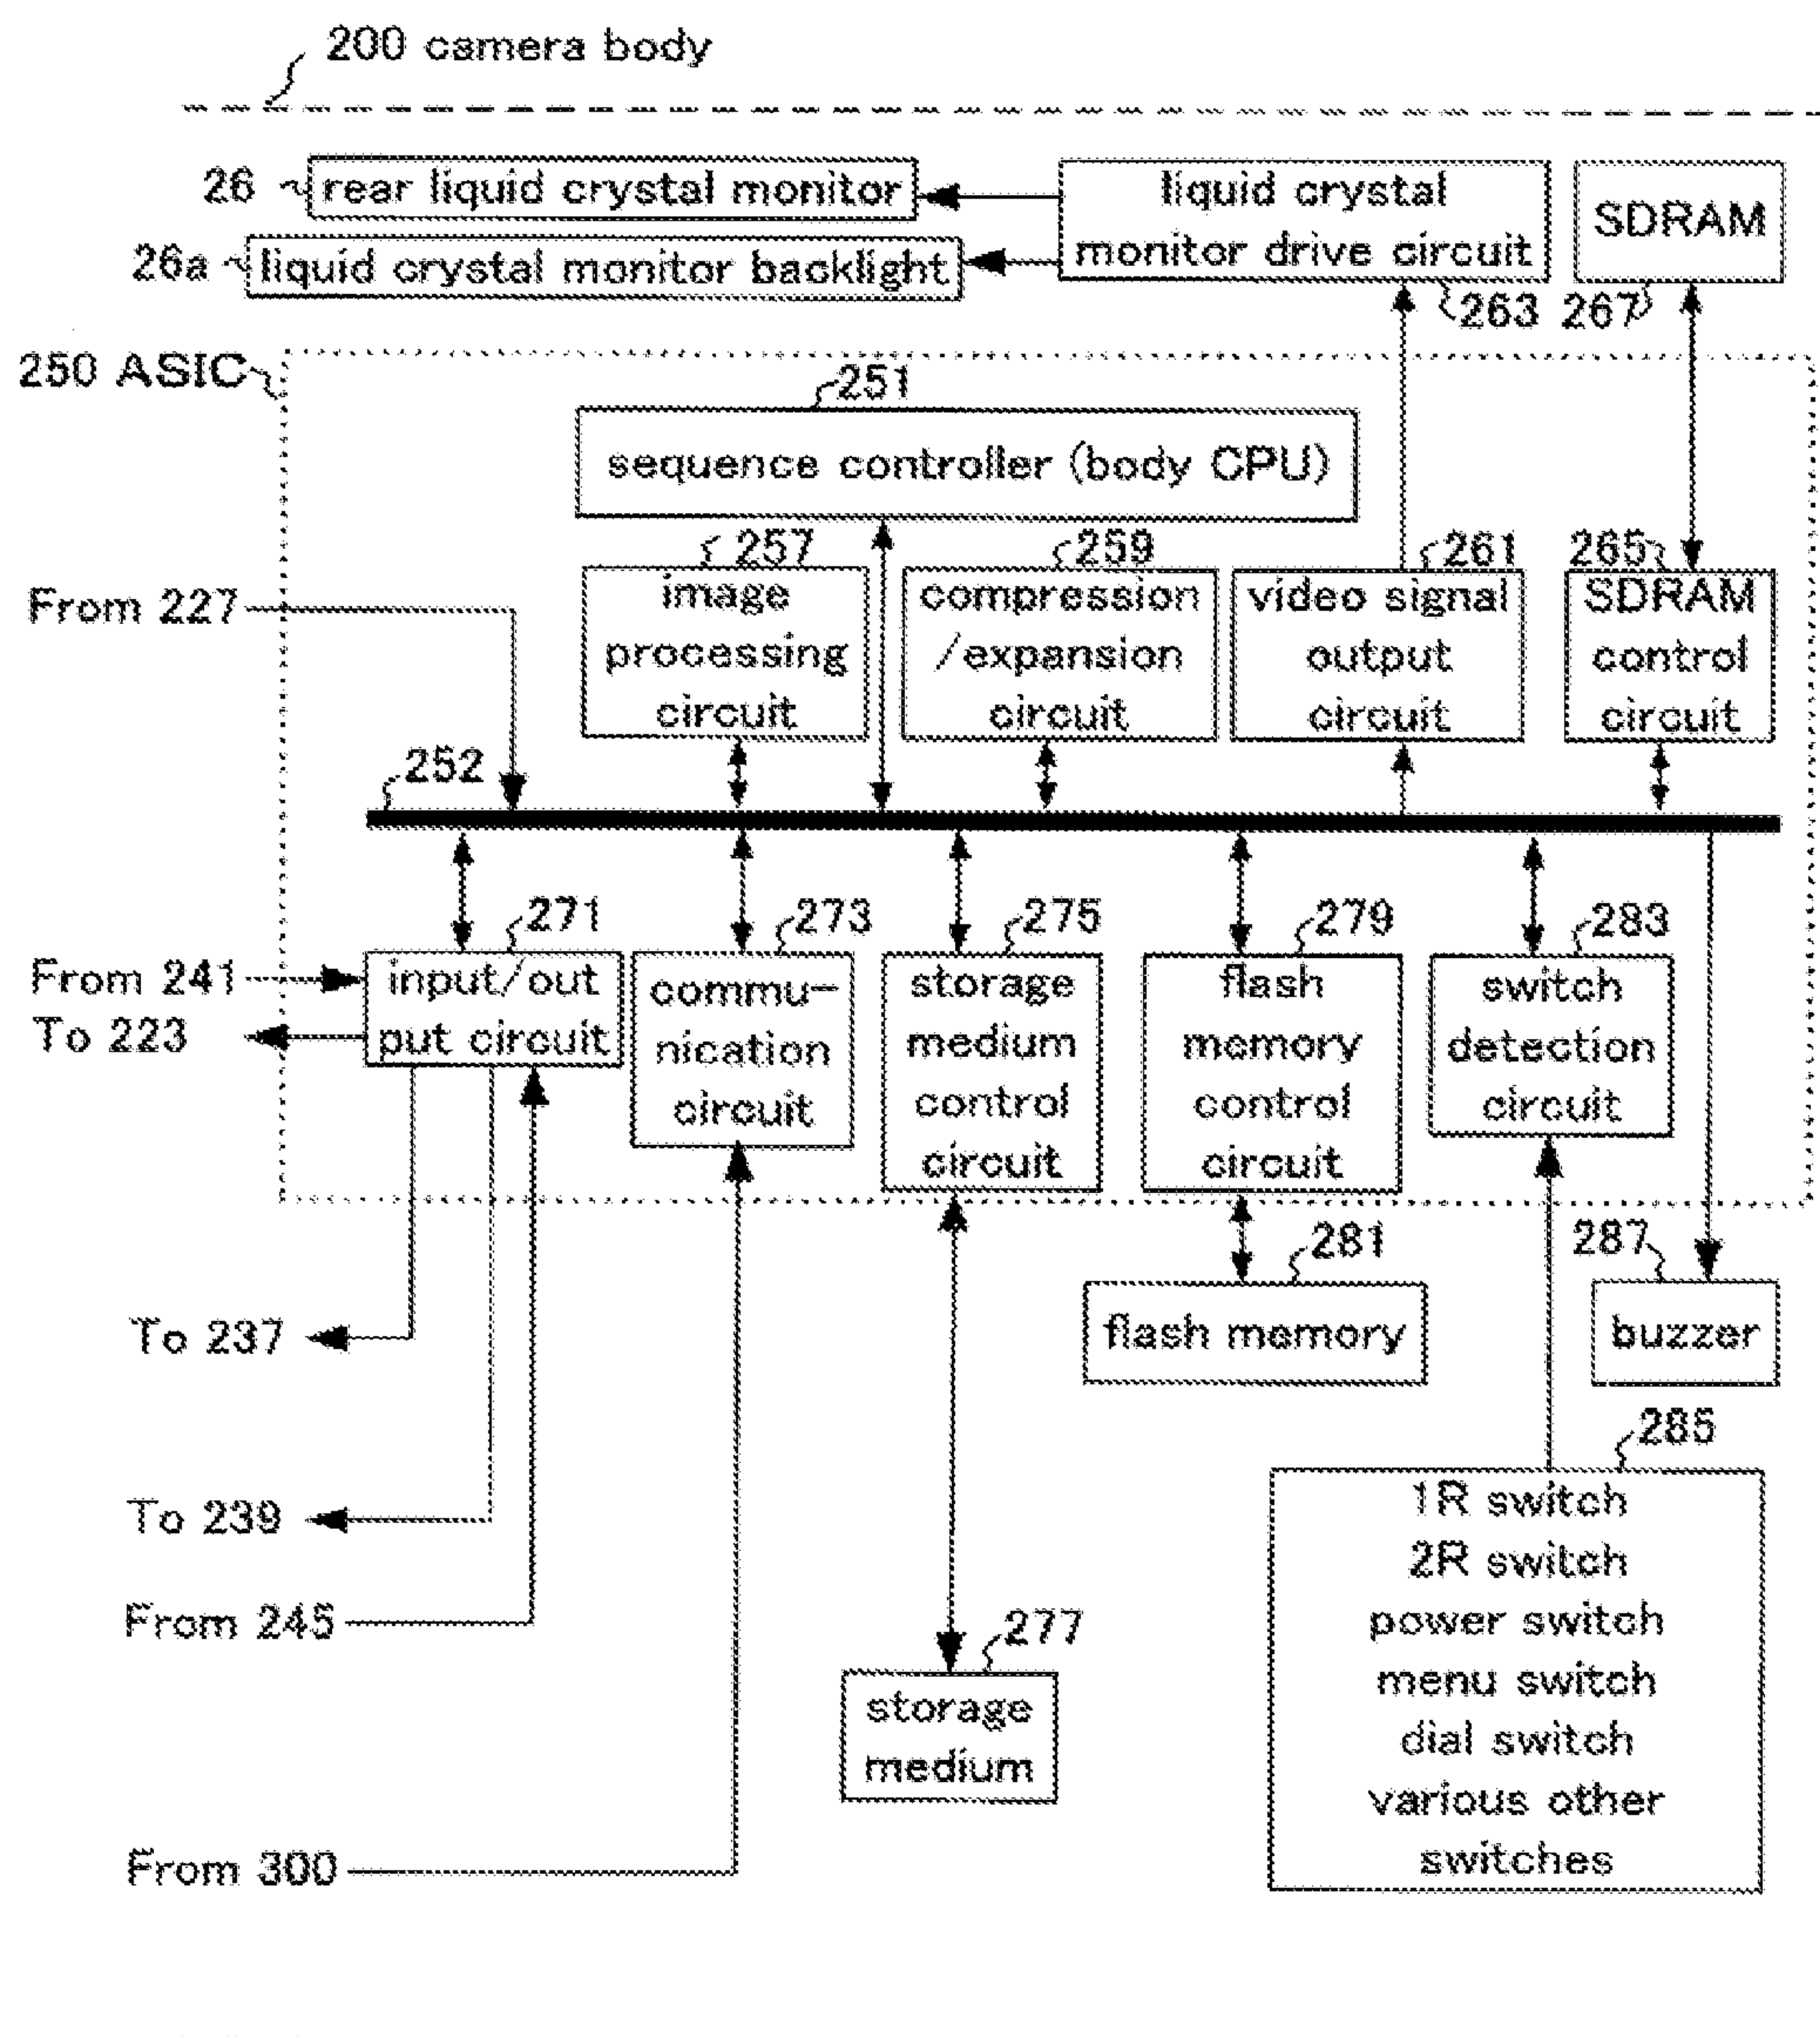 200 camera body
26 rear liquid crystal monitor
26a liquid crystal monitor backlight
liquid crystal
monitor drive circuit
263
SDRAM
267
250 ASIC
251
sequence controller (body CPU)
From 227
257
image
processing
circuit
259
compression
/expansion
circuit
261
video signal
output
circuit
265
SDRAM
control
circuit
252
From 241
To 223
271
input/out
put circuit
273
commu-
nication
circuit
275
storage
medium
control
circuit
279
flash
memory
control
circuit
283
switch
detection
circuit
281
flash memory
287
buzzer
To 237
To 239
From 245
From 300
277
storage
medium
285
1R switch
2R switch
power switch
menu switch
dial switch
various other
switches